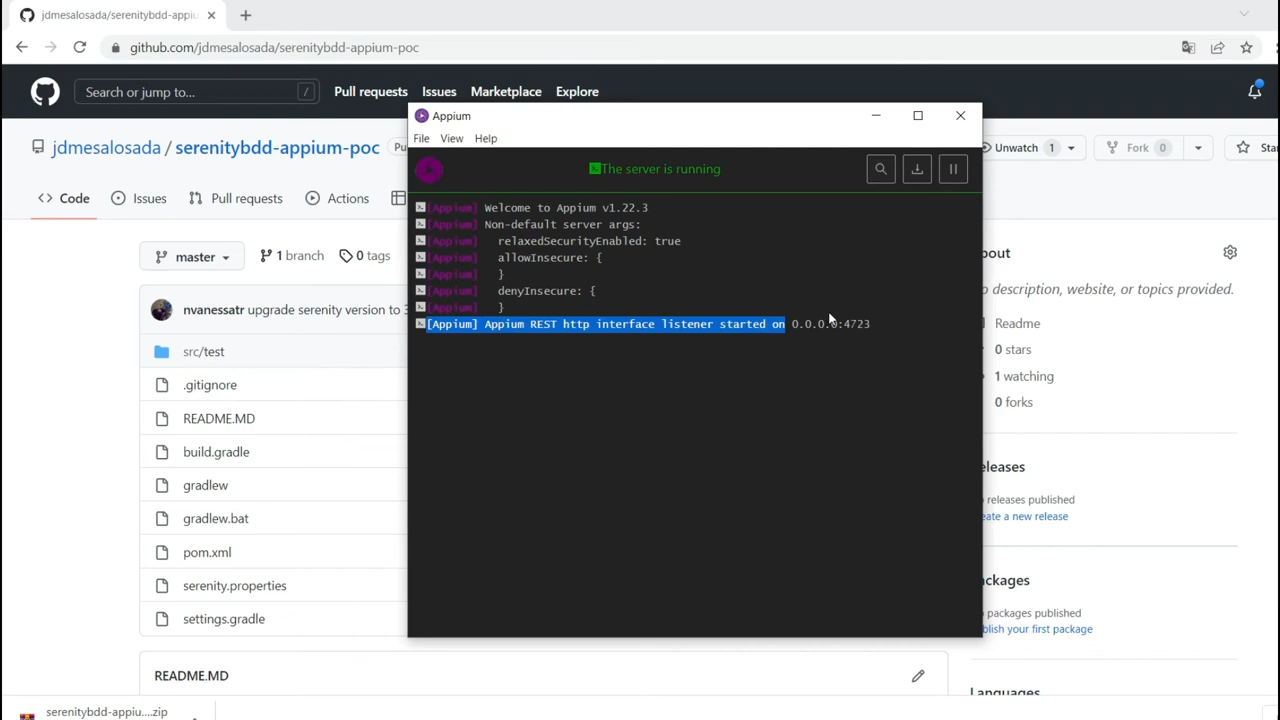 jdmesalosada/serenitybdd-appiu
github.com/jdmesalosada/serenitybdd-appium-poc
Search or jump to...
/
Pull requests
Issues
Marketplace
Explore
jdmesalosada / serenitybdd-appium-poc
Pu
Unwatch 1
Fork 0
Star
Code
Issues
Pull requests
Actions
Appium
File
View
Help
The server is running
[Appium] Welcome to Appium v1.22.3
[Appium] Non-default server args:
[Appium] relaxedSecurityEnabled: true
[Appium] allowInsecure: {
[Appium] }
[Appium] denyInsecure: {
[Appium] }
[Appium] Appium REST http interface listener started on 0.0.0.0:4723
master
1 branch
0 tags
nvanessatr upgrade serenity version to 3
src/test
.gitignore
README.MD
build.gradle
gradlew
gradlew.bat
pom.xml
serenity.properties
settings.gradle
README.MD
bout
o description, website, or topics provided.
Readme
0 stars
1 watching
0 forks
eleases
releases published
eate a new release
ackages
packages published
blish your first package
Languages
serenitybdd-appiu....zip